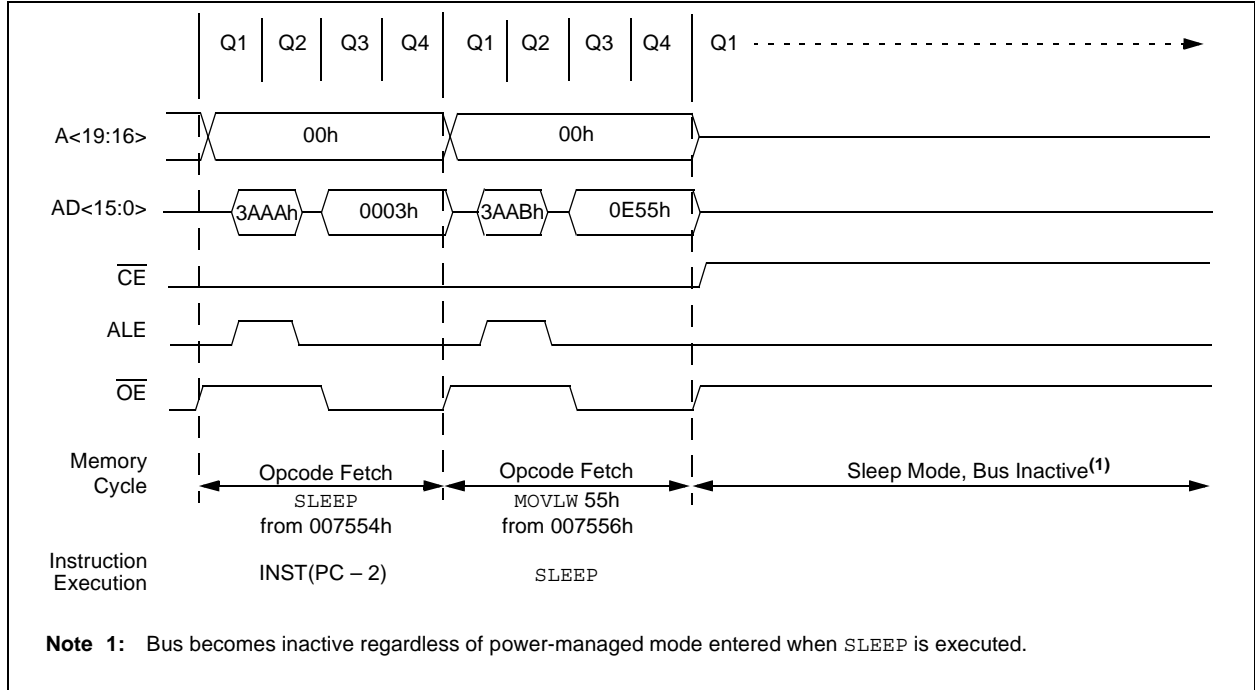 Q1 Q2 Q3 Q4 Q1 Q2 Q3 Q4 Q1
A<19:16> 00h 00h
AD<15:0> 3AAAh 0003h 3AABh 0E55h
CE
ALE
OE
Memory Cycle Opcode Fetch Opcode Fetch Sleep Mode, Bus Inactive(1)
SLEEP MOVLW 55h
from 007554h from 007556h
Instruction Execution INST(PC – 2) SLEEP
Note 1: Bus becomes inactive regardless of power-managed mode entered when SLEEP is executed.